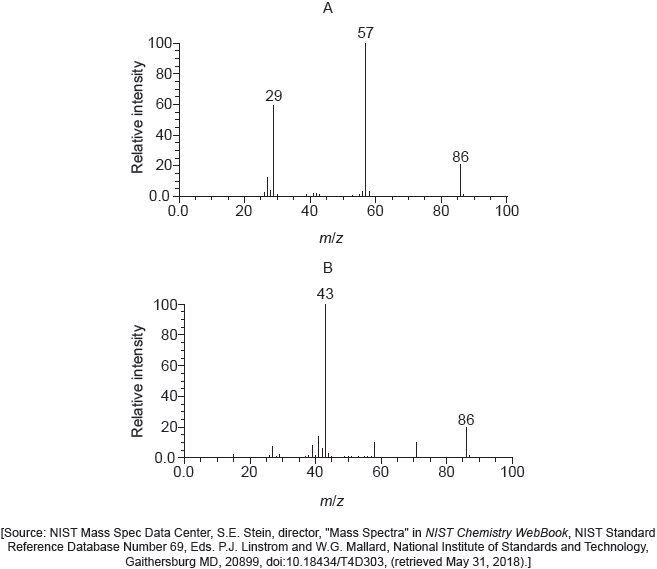 A
57
100
80
29
60
Relative intensity
40
86
20
0.0
0.0 20 40 60 80 100
m/z
B
43
100
80
60
Relative intensity
40
86
20
0.0
0.0 20 40 60 80 100
m/z
[Source: NIST Mass Spec Data Center, S.E. Stein, director, "Mass Spectra" in NIST Chemistry WebBook, NIST Standard
Reference Database Number 69, Eds. P.J. Linstrom and W.G. Mallard, National Institute of Standards and Technology,
Gaithersburg MD, 20899, doi:10.18434/T4D303, (retrieved May 31, 2018).]